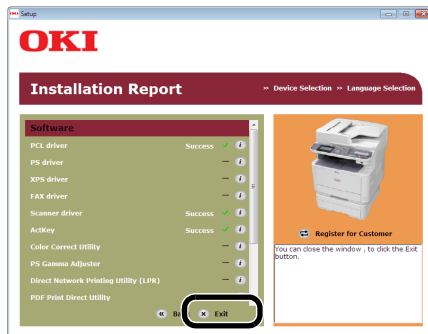 OKI Setup
OKI
Installation Report
» Device Selection » Language Selection
Software
PCL driver Success
PS driver
XPS driver
FAX driver
Scanner driver Success
ActKey Success
Color Correct Utility
PS Gamma Adjuster
Direct Network Printing Utility (LPR)
PDF Print Direct Utility
Exit
Register for Customer
You can close the window , to click the Exit
button.